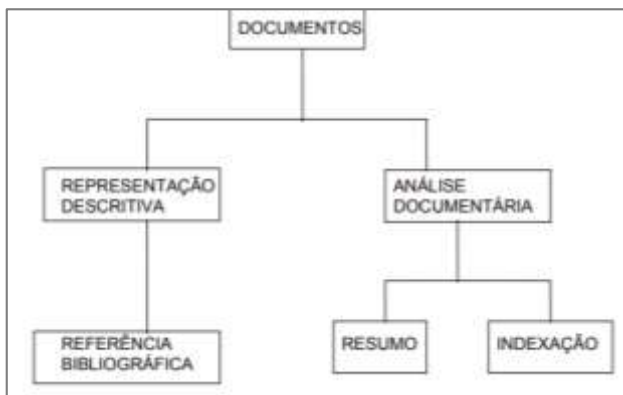 DOCUMENTOS
REPRESENTAÇÃO
DESCRITIVA
ANÁLISE
DOCUMENTÁRIA
REFERÊNCIA
BIBLIOGRÁFICA
RESUMO
INDEXAÇÃO